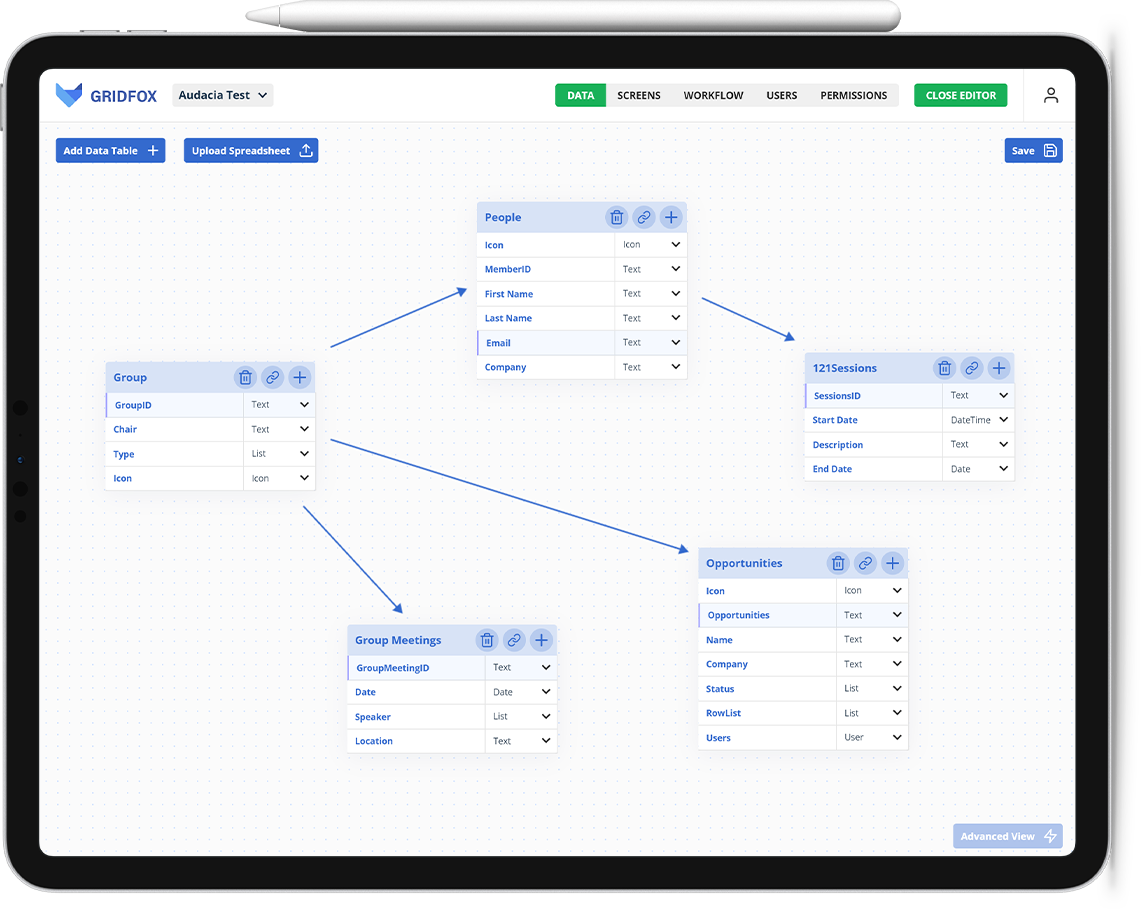 GRIDFOX
Audacia Test
DATA
SCREENS
WORKFLOW
USERS
PERMISSIONS
CLOSE EDITOR
Add Data Table
Upload Spreadsheet
Save
People
Icon Icon
MemberID Text
First Name Text
Last Name Text
Email Text
Company Text
Group
GroupID Text
Chair Text
Type List
Icon Icon
121Sessions
SessionsID Text
Start Date DateTime
Description Text
End Date Date
Opportunities
Icon Icon
Opportunities Text
Name Text
Company Text
Status List
RowList List
Users User
Group Meetings
GroupMeetingID Text
Date Date
Speaker List
Location Text
Advanced View